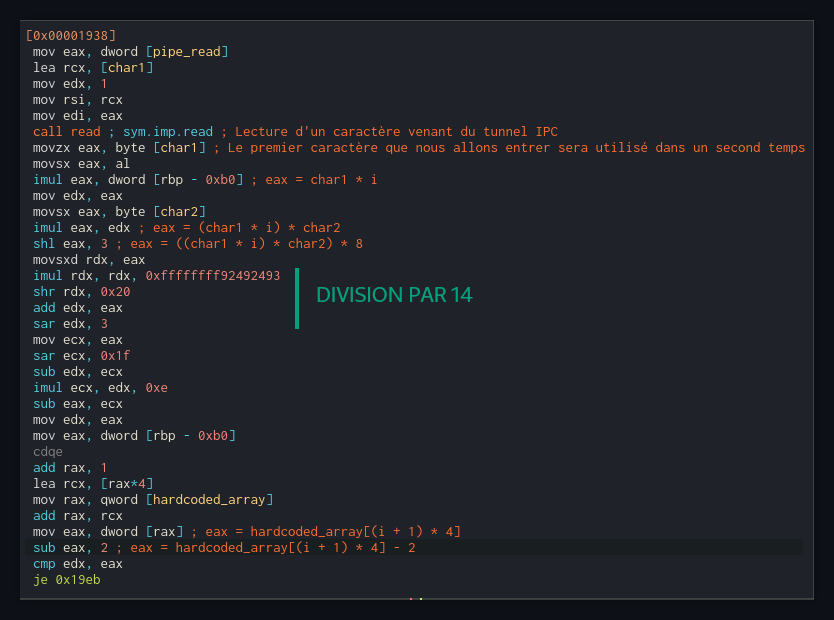 [0x00001938]
mov eax, dword [pipe_read]
lea rcx, [char1]
mov edx, 1
mov rsi, rcx
mov edi, eax
call read ; sym.imp.read ; Lecture d'un caractère venant du tunnel IPC
movzx eax, byte [char1] ; Le premier caractère que nous allons entrer sera utilisé dans un second temps
movsx eax, al
imul eax, dword [rbp - 0xb0] ; eax = char1 * i
mov edx, eax
movsx eax, byte [char2]
imul eax, edx ; eax = (char1 * i) * char2
shl eax, 3 ; eax = ((char1 * i) * char2) * 8
movsxd rdx, eax
imul rdx, rdx, 0xffffffff92492493
shr rdx, 0x20
DIVISION PAR 14
add edx, eax
sar edx, 3
mov ecx, eax
sar ecx, 0x1f
sub edx, ecx
imul ecx, edx, 0xe
sub eax, ecx
mov edx, eax
mov eax, dword [rbp - 0xb0]
cdqe
add rax, 1
lea rcx, [rax*4]
mov rax, qword [hardcoded_array]
add rax, rcx
mov eax, dword [rax] ; eax = hardcoded_array[(i + 1) * 4]
sub eax, 2 ; eax = hardcoded_array[(i + 1) * 4] - 2
cmp edx, eax
je 0x19eb